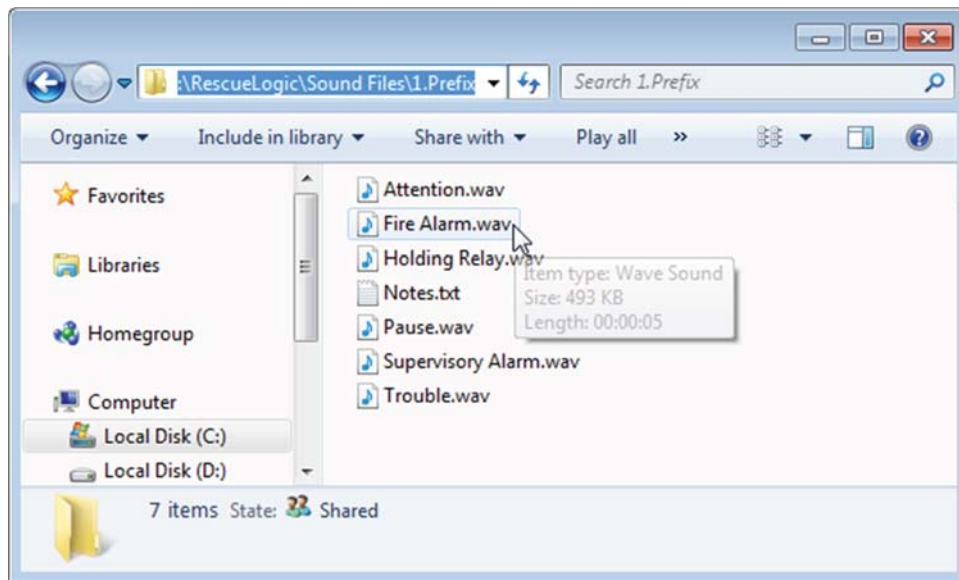 :\RescueLogic\Sound Files\1.Prefix
Search 1.Prefix
Organize Include in library Share with Play all »
Favorites
Libraries
Homegroup
Computer
Local Disk (C:)
Local Disk (D:)
Attention.wav
Fire Alarm.wav
Holding Relay.wav
Notes.txt
Pause.wav
Supervisory Alarm.wav
Trouble.wav
Item type: Wave Sound
Size: 493 KB
Length: 00:00:05
7 items State: Shared